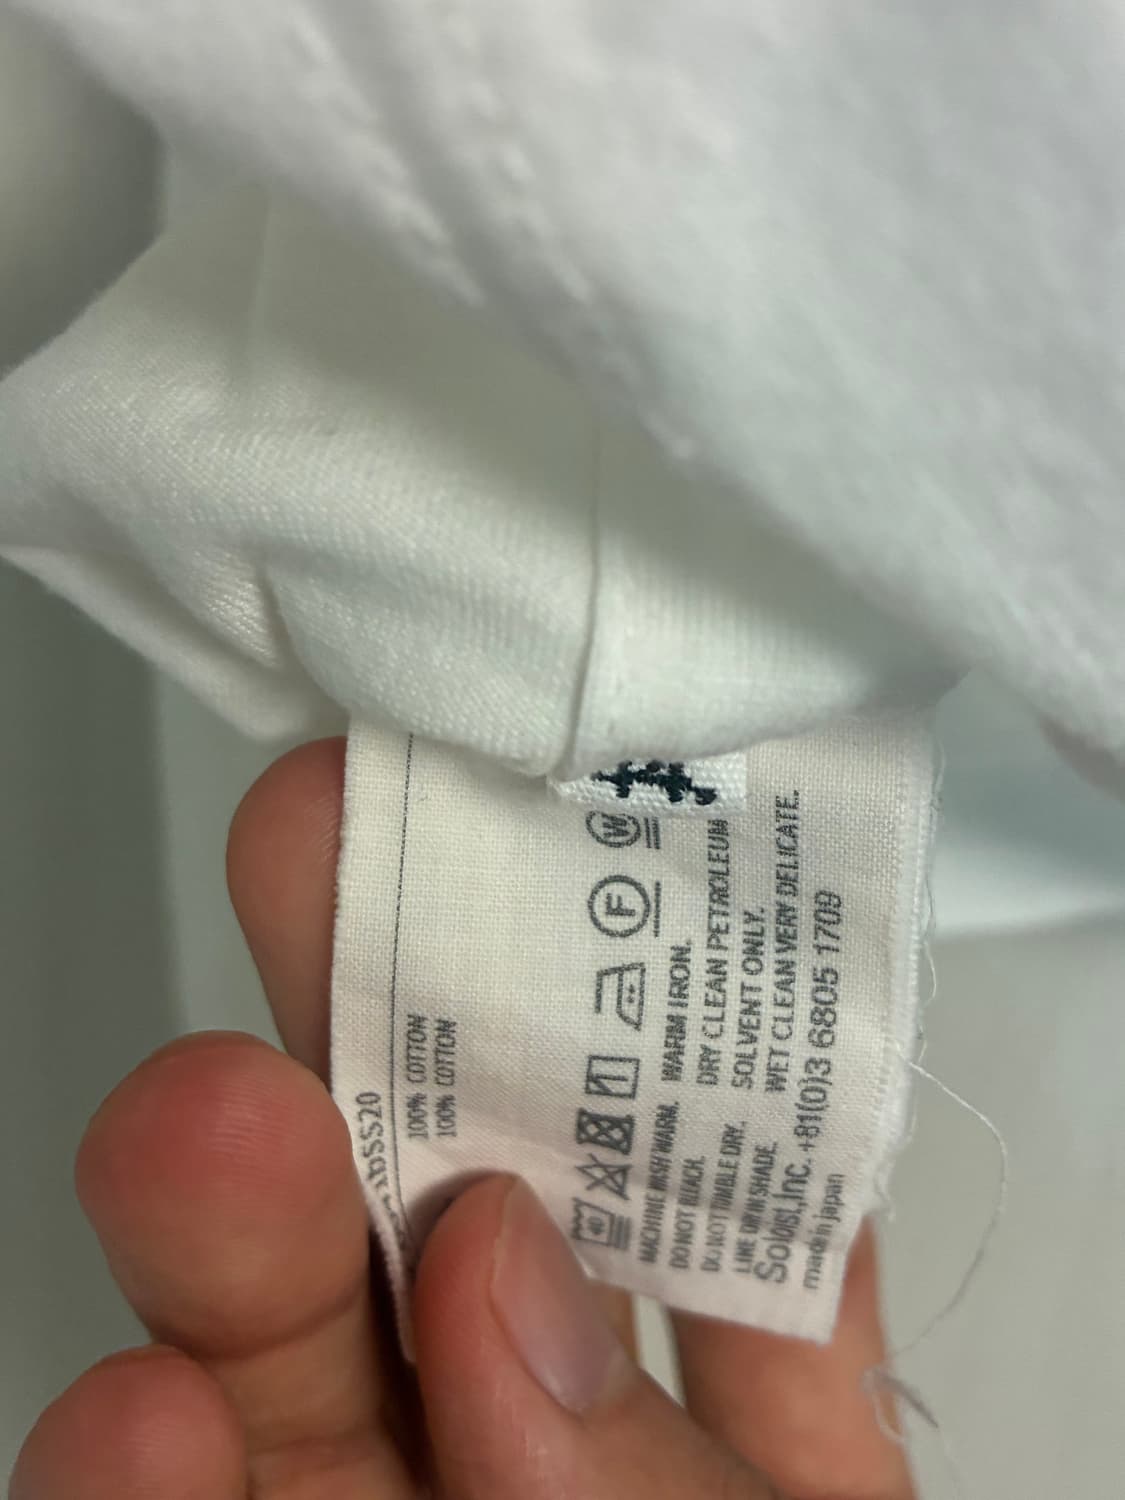 100% COTTON
100% COTTON
40
F
W
MACHINE WASH WARM.
DO NOT BLEACH.
DO NOT TUMBLE DRY.
LINE DRY IN SHADE.
WARM IRON.
DRY CLEAN PETROLEUM
SOLVENT ONLY.
WET CLEAN VERY DELICATE.
Soloist,Inc. +81(0)3 6805 1709
made in japan